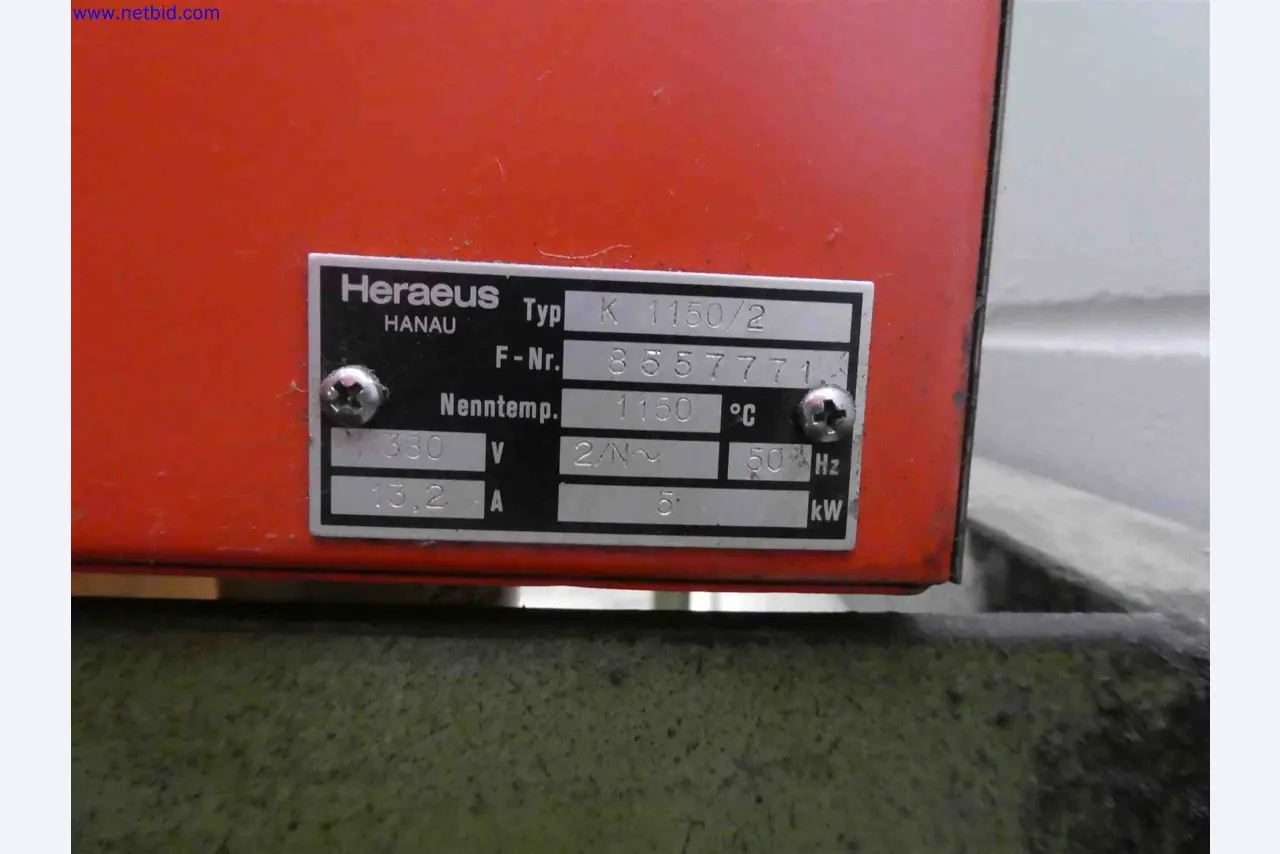 www.netbid.com
Heraeus
HANAU
Typ K 1150/2
F-Nr. 8557771
Nenntemp. 1150 °C
380 V 2/N~ 50 Hz
13,2 A 5 kW